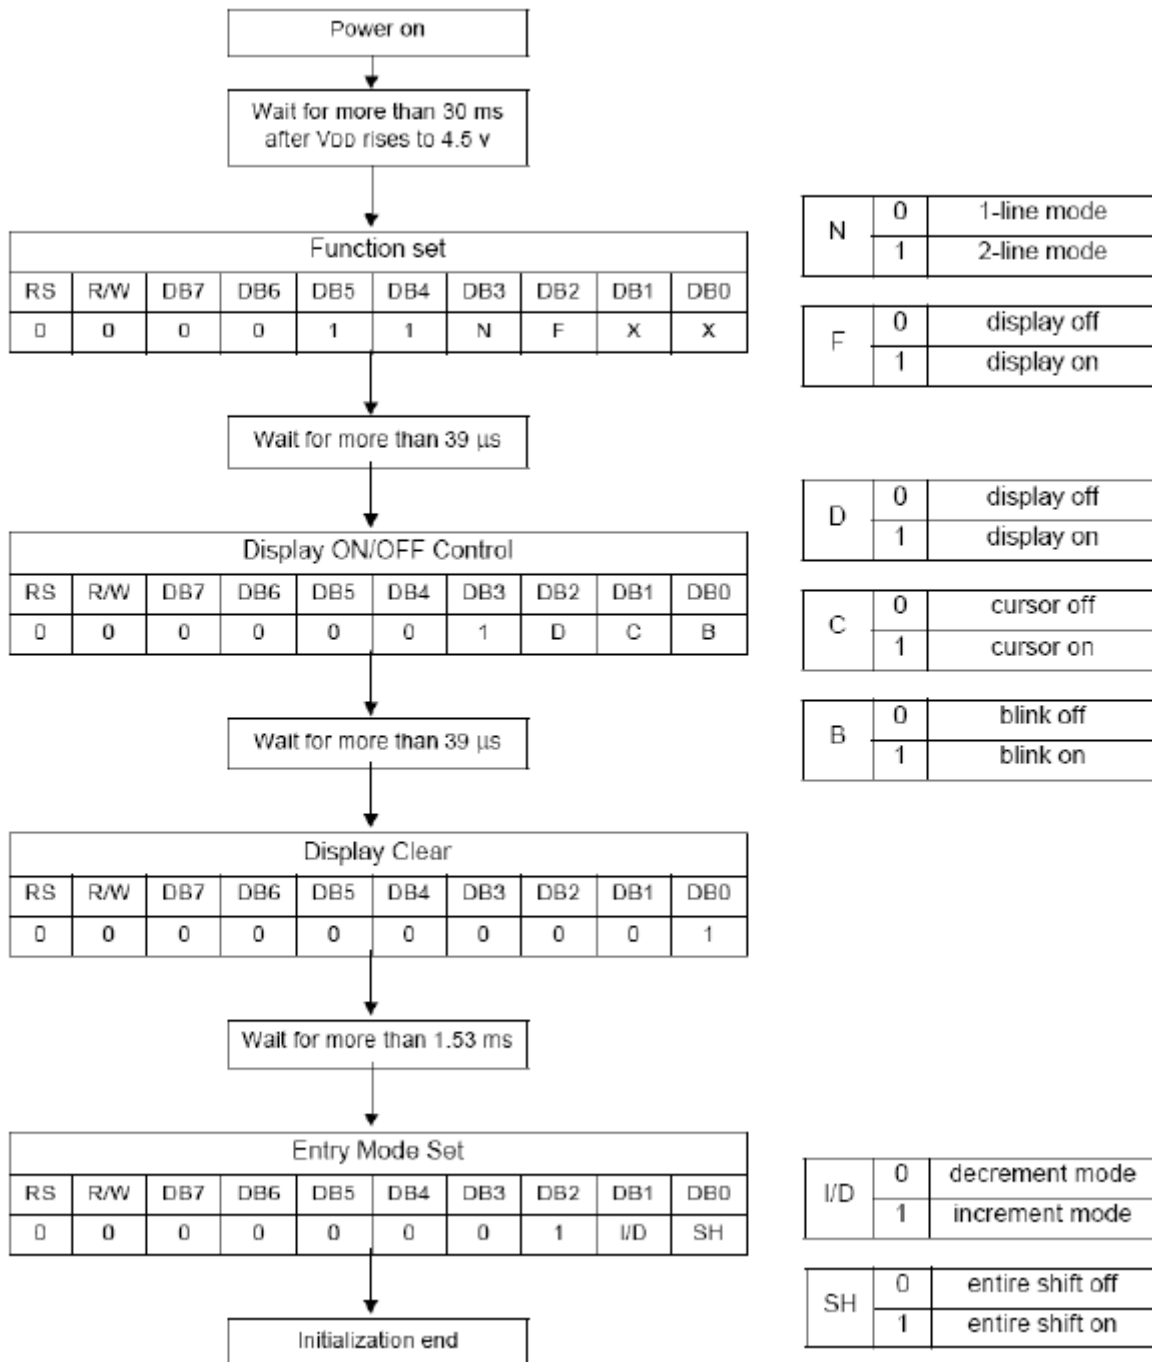 Power on
Wait for more than 30 ms
after VDD rises to 4.5 v
Function set
RS R/W DB7 DB6 DB5 DB4 DB3 DB2 DB1 DB0
0 0 0 0 1 1 N F X X
N 0 1-line mode
1 2-line mode
F 0 display off
1 display on
Wait for more than 39 µs
Display ON/OFF Control
RS R/W DB7 DB6 DB5 DB4 DB3 DB2 DB1 DB0
0 0 0 0 0 0 1 D C B
D 0 display off
1 display on
C 0 cursor off
1 cursor on
B 0 blink off
1 blink on
Wait for more than 39 µs
Display Clear
RS R/W DB7 DB6 DB5 DB4 DB3 DB2 DB1 DB0
0 0 0 0 0 0 0 0 0 1
Wait for more than 1.53 ms
Entry Mode Set
RS R/W DB7 DB6 DB5 DB4 DB3 DB2 DB1 DB0
0 0 0 0 0 0 0 1 I/D SH
I/D 0 decrement mode
1 increment mode
SH 0 entire shift off
1 entire shift on
Initialization end